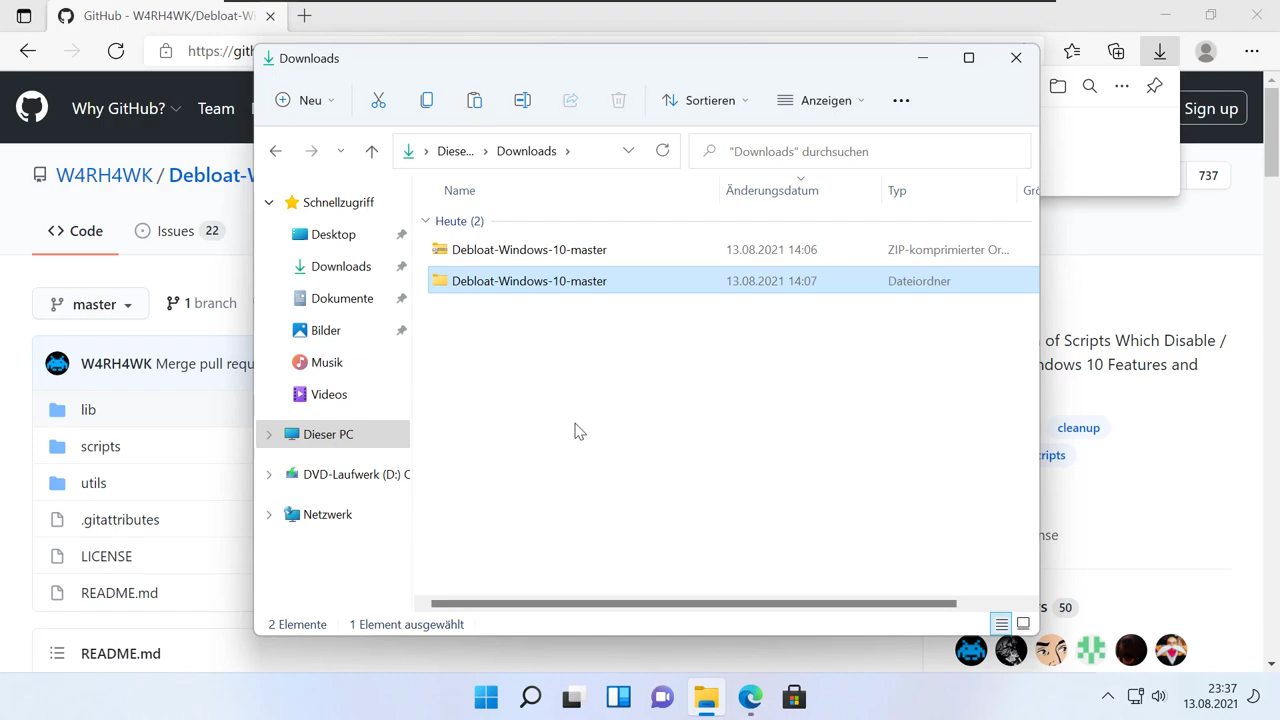 GitHub - W4RH4WK/Debloat-Wi
https://gitl
Why GitHub?
Team
Sign up
W4RH4WK / Debloat-W
737
Code
Issues 22
master
1 branch
W4RH4WK Merge pull requ
lib
scripts
utils
.gitattributes
LICENSE
README.md
README.md
of Scripts Which Disable /
ndows 10 Features and
cleanup
cripts
nse
s 50
Downloads
Neu
Sortieren
Anzeigen
Diese...
Downloads
"Downloads" durchsuchen
Name
Änderungsdatum
Typ
Grö
Schnellzugriff
Desktop
Downloads
Dokumente
Bilder
Musik
Videos
Dieser PC
DVD-Laufwerk (D:) C
Netzwerk
Heute (2)
Debloat-Windows-10-master 13.08.2021 14:06 ZIP-komprimierter Or...
Debloat-Windows-10-master 13.08.2021 14:07 Dateiordner
2 Elemente
1 Element ausgewählt
23:37
13.08.2021